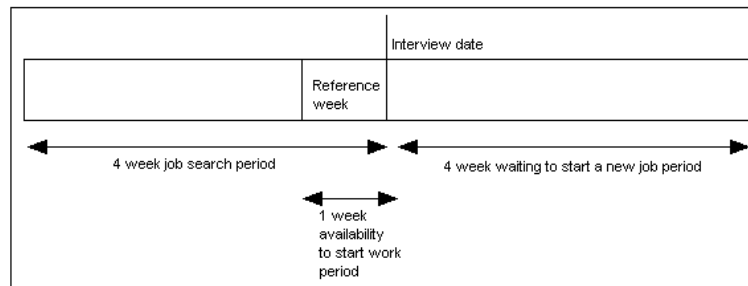 Interview date
Reference
week
4 week job search period
4 week waiting to start a new job period
1 week
availability
to start work
period